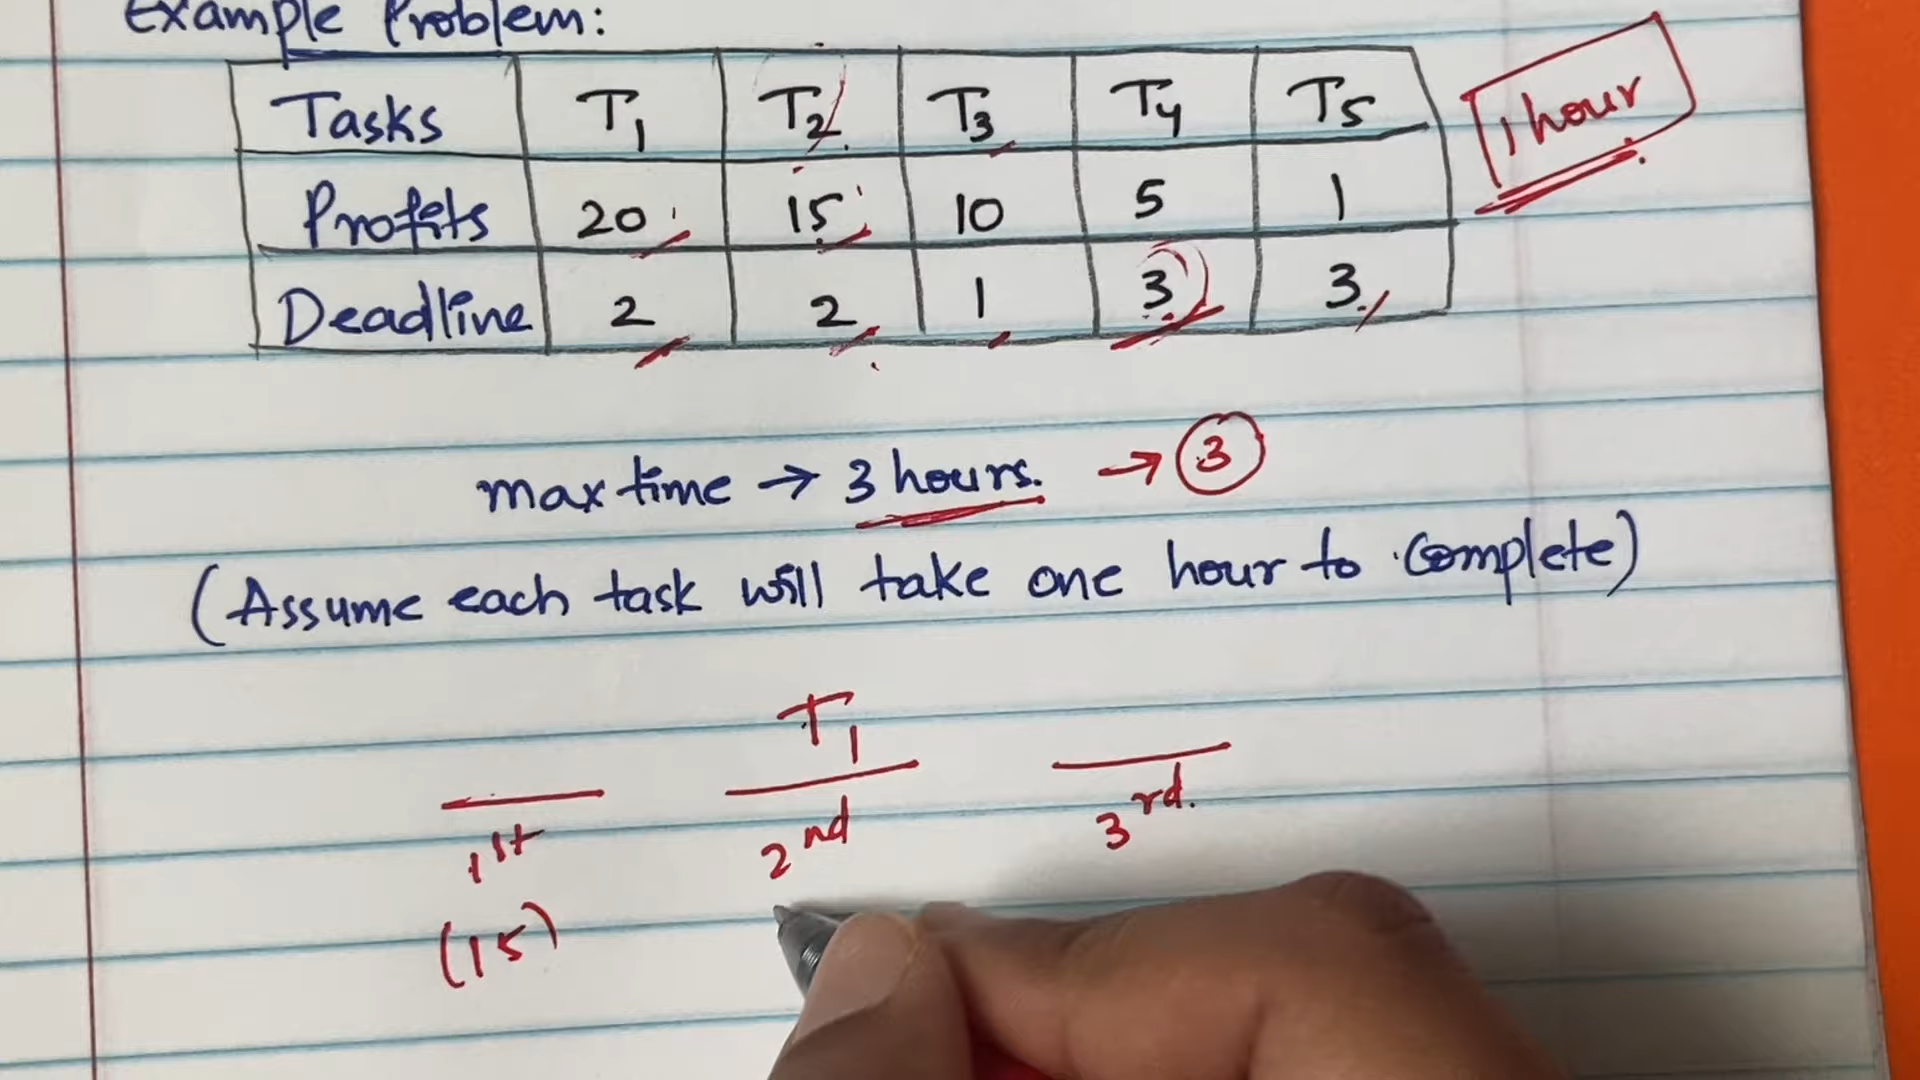 Example Problem:
Tasks T1 T2 T3 T4 T5
1 hour
Profits 20 15 10 5 1
Deadline 2 2 1 3 3
max time → 3 hours. → 3
(Assume each task will take one hour to complete)
T1
1st 2nd 3rd.
(15)